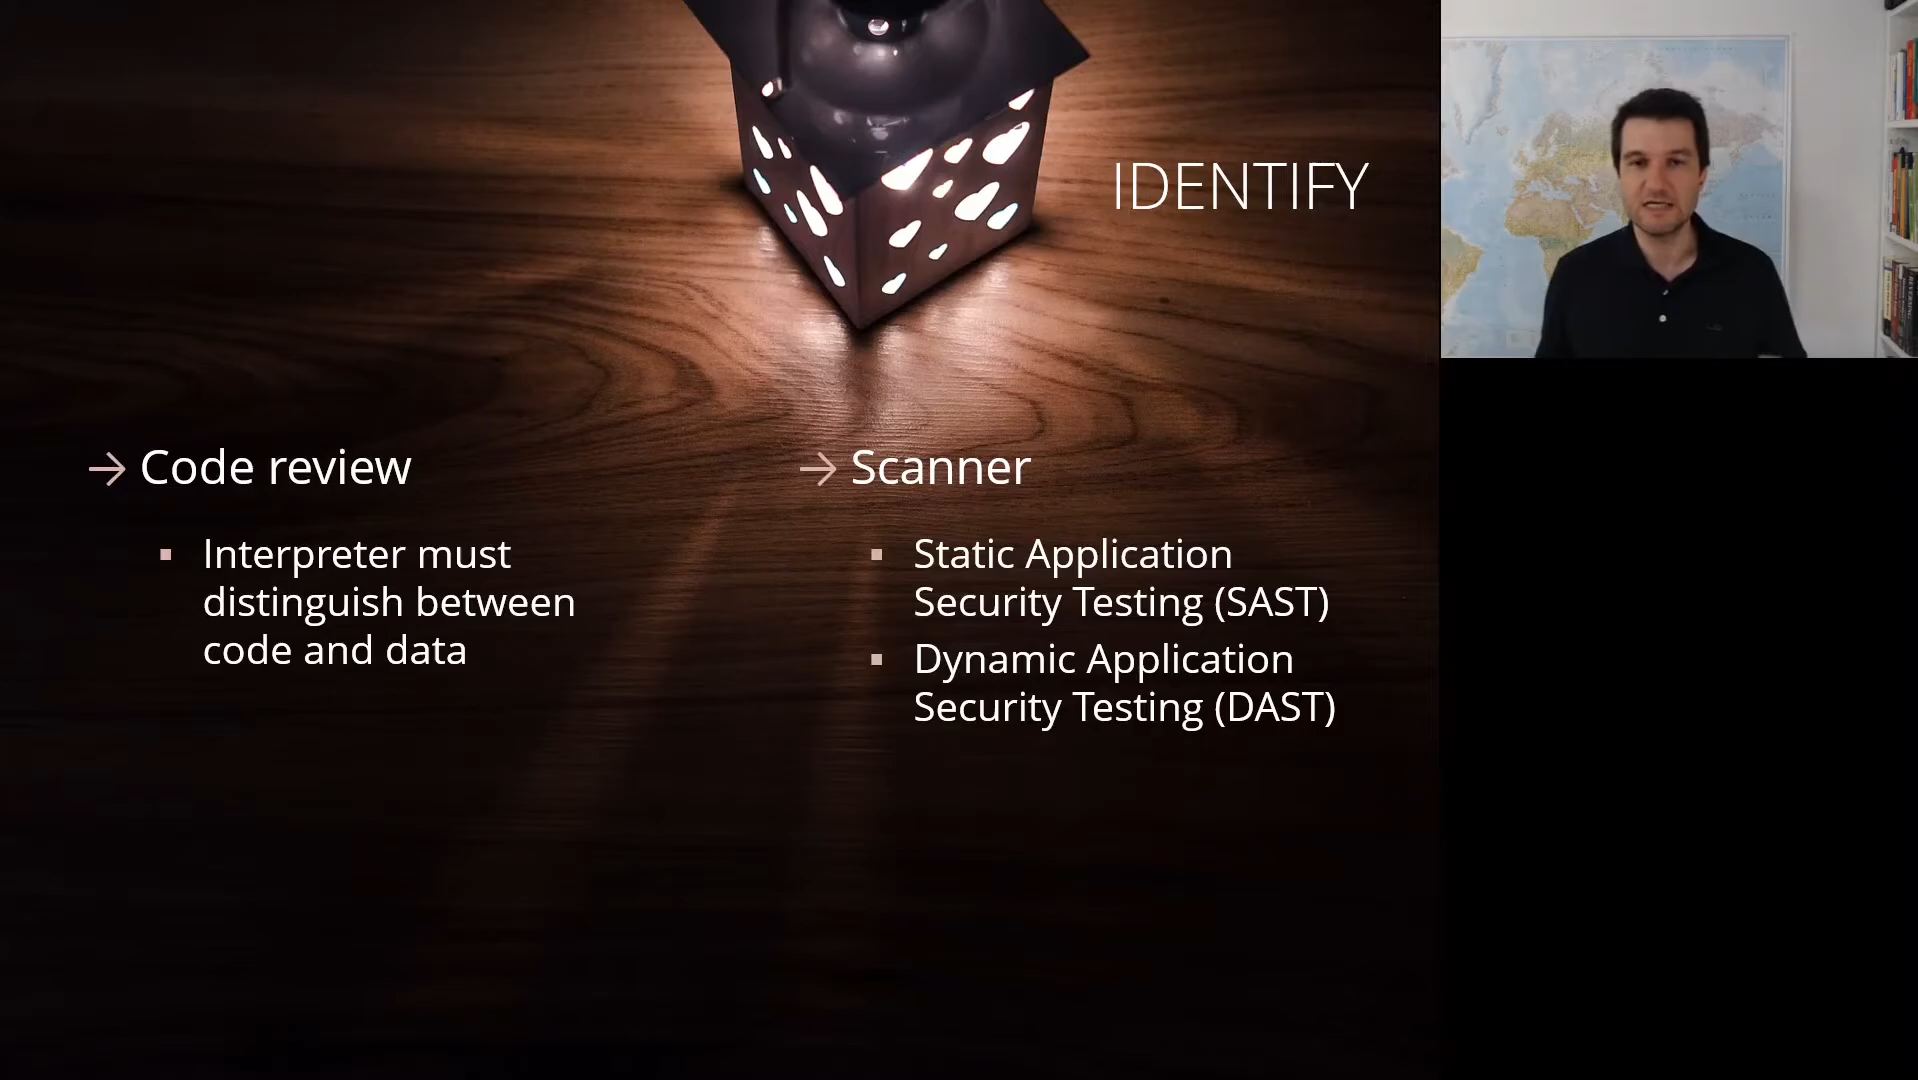 IDENTIFY
→ Code review
▪ Interpreter must
distinguish between
code and data
→ Scanner
▪ Static Application
Security Testing (SAST)
▪ Dynamic Application
Security Testing (DAST)